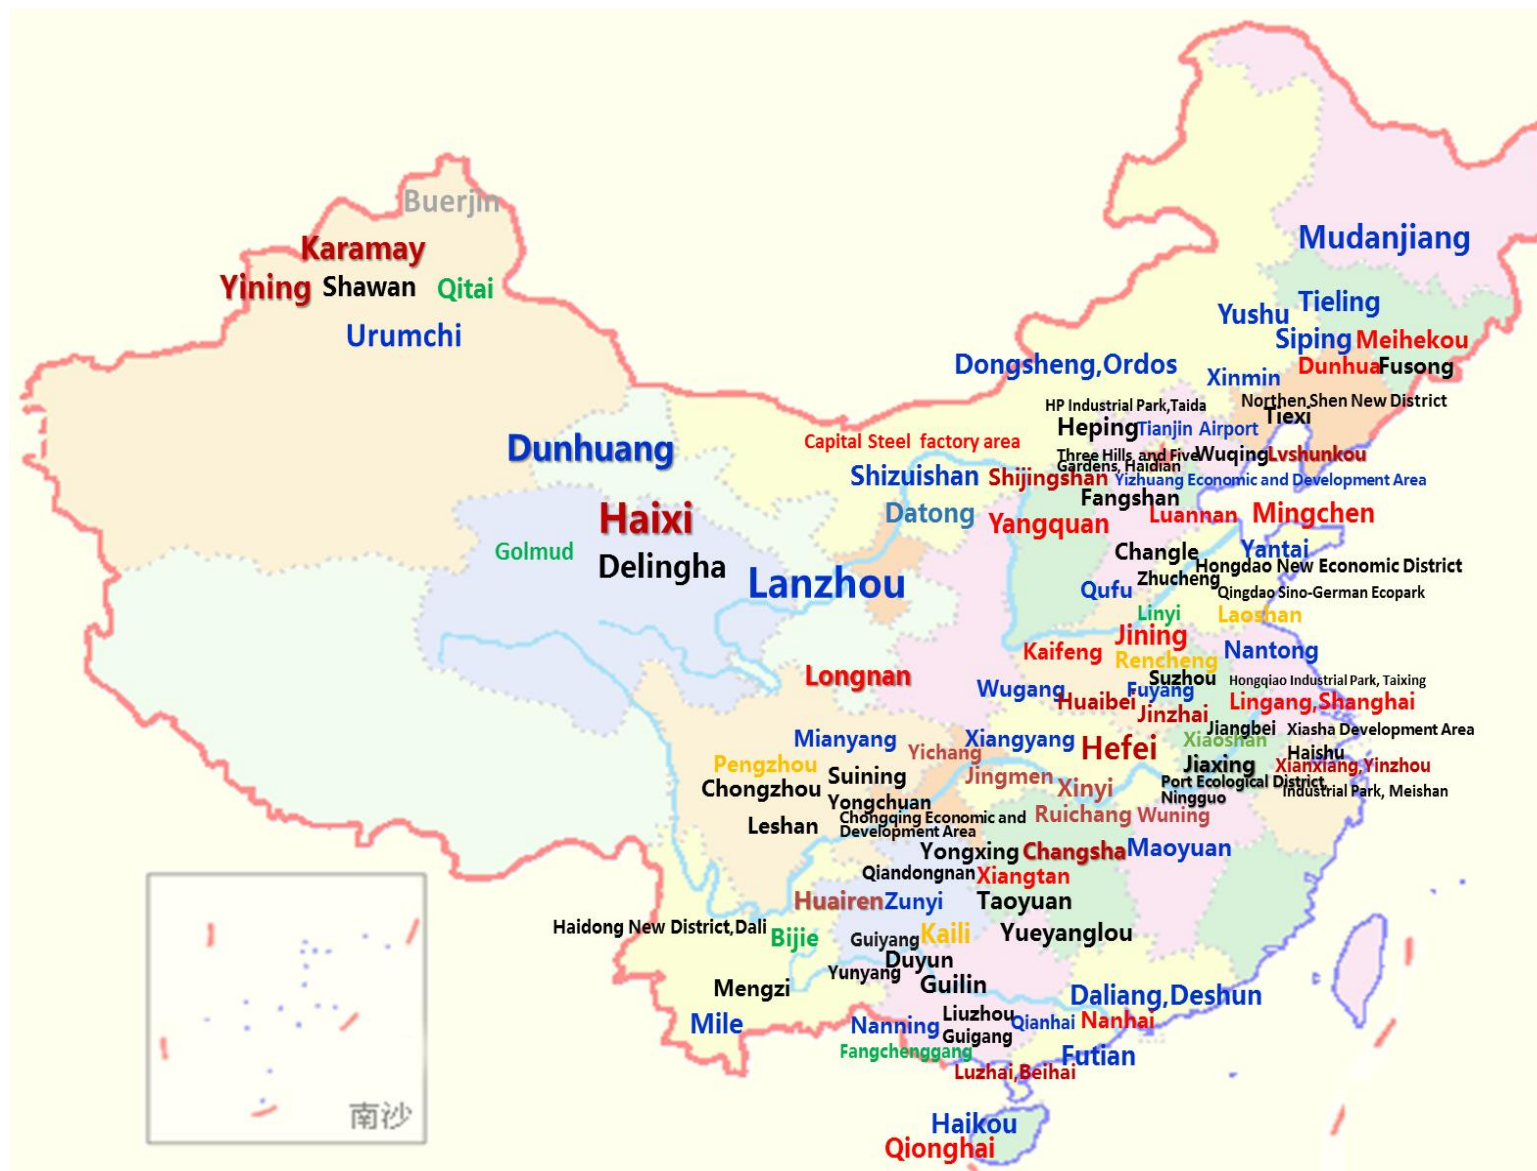 Buerjin
Mudanjiang
Karamay
Yining
Shawan
Qitai
Tieling
Yushu
Urumchi
Siping
Meihekou
Dongsheng,Ordos
Dunhua
Fusong
Xinmin
Northen Shen New District
HP Industrial Park,Taida
Tiexi
Heping
Tianjin Airport
Capital Steel factory area
Dunhuang
Three Hills and Five
Gardens, Haidian
Wuqing
Lvshunkou
Shizuishan
Shijingshan
Yizhuang Economic and Development Area
Fangshan
Haixi
Datong
Yangquan
Luannan
Mingchen
Golmud
Changle
Yantai
Delingha
Hongdao New Economic District
Lanzhou
Zhucheng
Qufu
Qingdao Sino-German Ecopark
Linyi
Laoshan
Jining
Kaifeng
Rencheng
Nantong
Longnan
Suzhou
Hongqiao Industrial Park, Taixing
Wugang
Fuyang
Huaibei
Lingang,Shanghai
Jinzhai
Jiangbei
Xiasha Development Area
Mianyang
Xiangyang
Xiaoshan
Yichang
Hefei
Haishu
Pengzhou
Jiaxing
Xianxiang,Yinzhou
Suining
Jingmen
Xinyi
Port Ecological District,
Ningguo
Industrial Park, Meishan
Chongzhou
Yongchuan
Chongqing Economic and
Development Area
Ruichang
Wuning
Leshan
Yongxing
Changsha
Maoyuan
Qiandongnan
Xiangtan
Huairen
Zunyi
Taoyuan
Haidong New District,Dali
Bijie
Guiyang
Kaili
Yueyanglou
Duyun
Yunyang
Mengzi
Guilin
Daliang,Deshun
Liuzhou
Mile
Nanning
Qianhai
Nanhai
Guigang
Fangchenggang
Futian
Luzhai,Beihai
南沙
Haikou
Qionghai